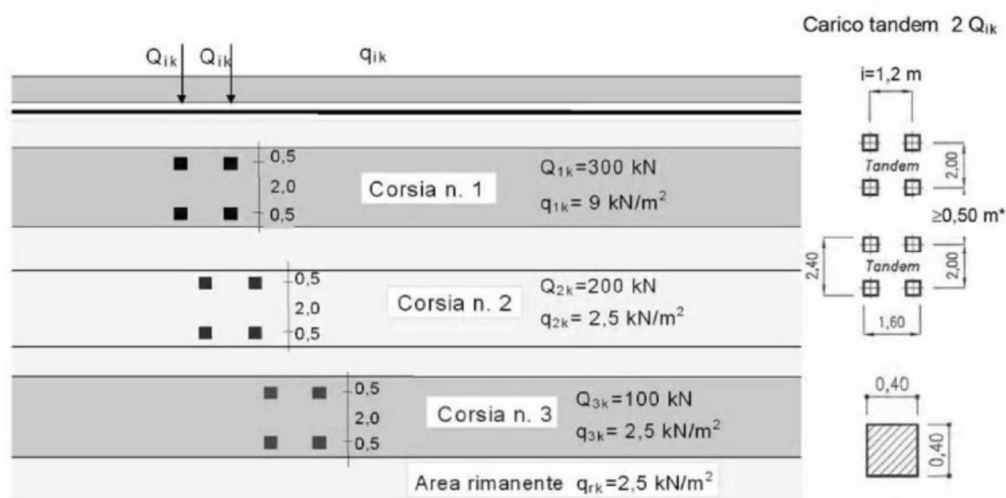 Carico tandem 2 Qik
Qik Qik qik
i=1,2 m
0,5
2,0
0,5
Corsia n. 1
Q1k=300 kN
q1k= 9 kN/m²
Tandem
2,00
≥0,50 m*
0,5
2,0
0,5
Corsia n. 2
Q2k=200 kN
q2k= 2,5 kN/m²
2,40
Tandem
2,00
1,60
0,5
2,0
0,5
Corsia n. 3
Q3k=100 kN
q3k= 2,5 kN/m²
0,40
0,40
Area rimanente qrk=2,5 kN/m²